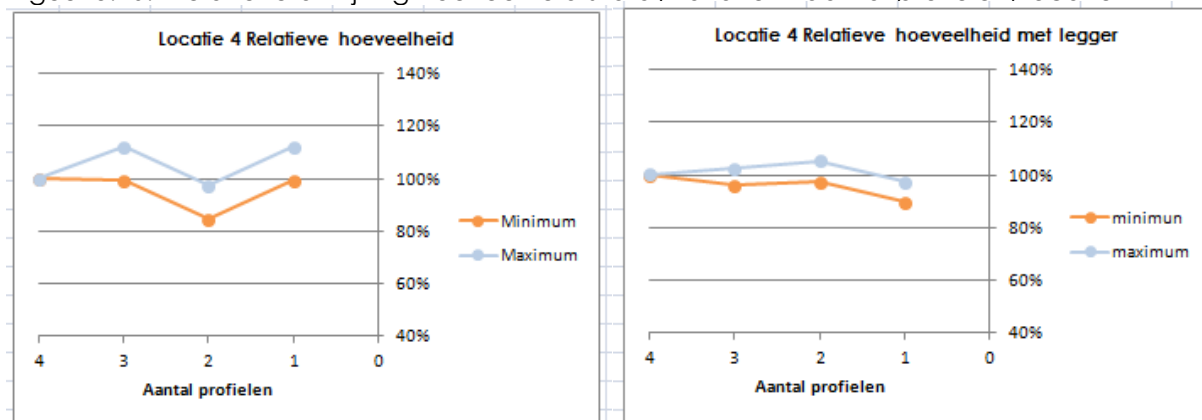 Locatie 4 Relatieve hoeveelheid
140%
120%
100%
80%
60%
40%
4 3 2 1 0
Aantal profielen
Minimum
Maximum
Locatie 4 Relatieve hoeveelheid met legger
140%
120%
100%
80%
60%
40%
4 3 2 1 0
Aantal profielen
minimun
maximum